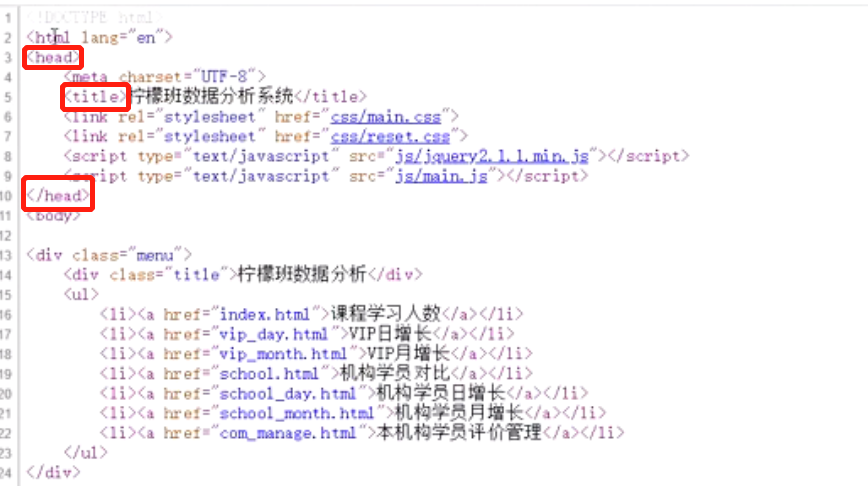 1 <!DOCTYPE html>
2 <html lang="en">
3 <head>
4 <meta charset="UTF-8">
5 <title>柠檬班数据分析系统</title>
6 <link rel="stylesheet" href="css/main.css">
7 <link rel="stylesheet" href="css/reset.css">
8 <script type="text/javascript" src="js/jquery2.1.1.min.js"></script>
9 <script type="text/javascript" src="js/main.js"></script>
10 </head>
11 <body>
12
13 <div class="menu">
14 <div class="title">柠檬班数据分析</div>
15 <ul>
16 <li><a href="index.html">课程学习人数</a></li>
17 <li><a href="vip_day.html">VIP日增长</a></li>
18 <li><a href="vip_month.html">VIP月增长</a></li>
19 <li><a href="school.html">机构学员对比</a></li>
20 <li><a href="school_day.html">机构学员日增长</a></li>
21 <li><a href="school_month.html">机构学员月增长</a></li>
22 <li><a href="com_manage.html">本机构学员评价管理</a></li>
23 </ul>
24 </div>